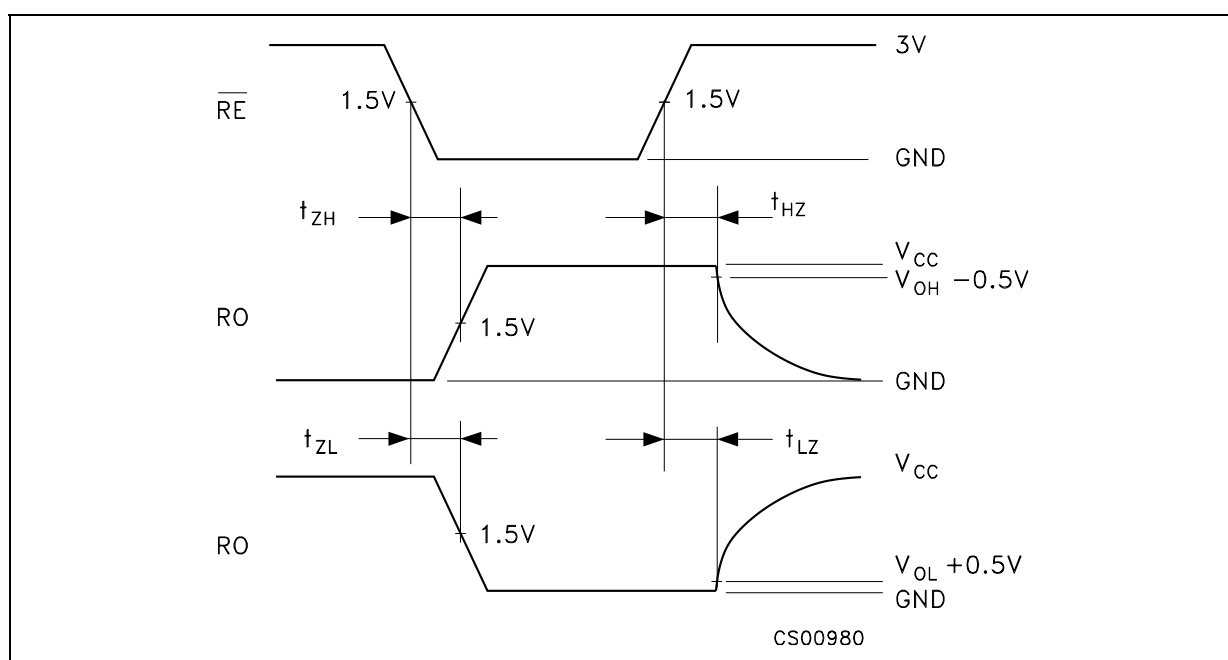 3V
1.5V
1.5V
R̅E̅
GND
tZH
tHZ
VCC
VOH −0.5V
RO
1.5V
GND
tZL
tLZ
VCC
1.5V
RO
VOL +0.5V
GND
CS00980